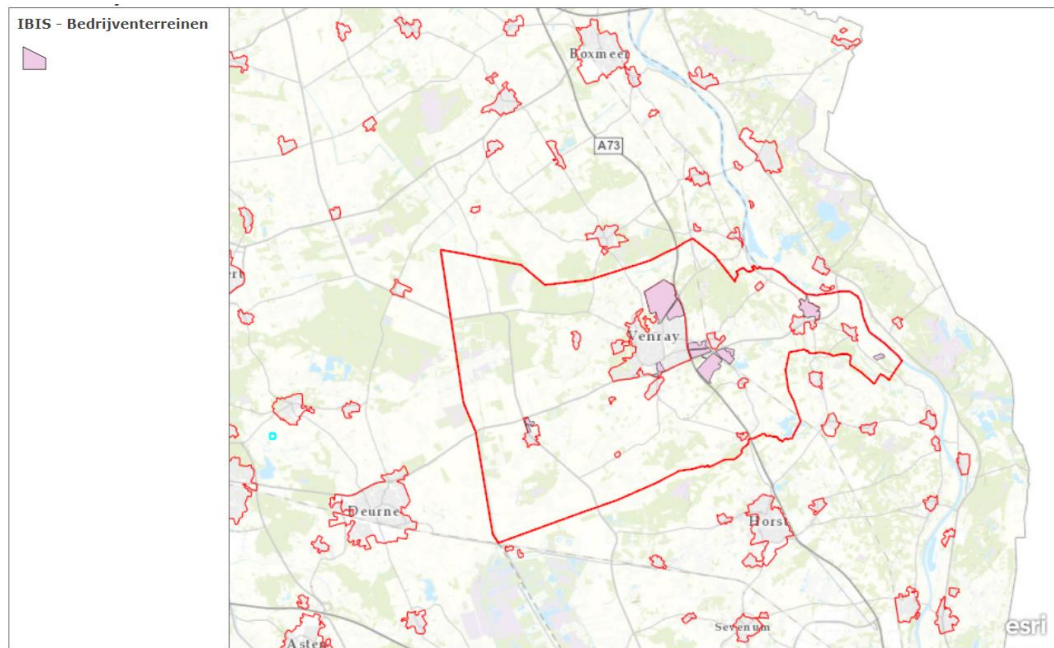 IBIS - Bedrijventerreinen
Boxmeer
A73
Venray
Deurne
Horst
Sevenum
Asten
esri